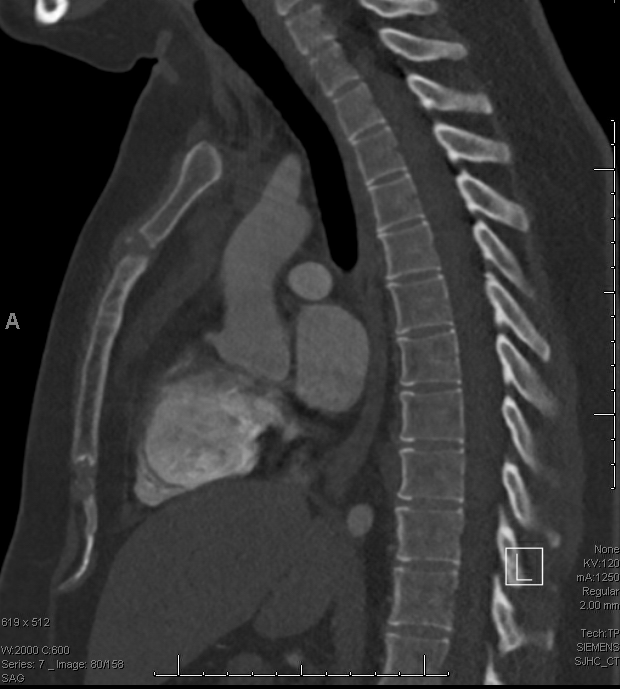 A
L
None
KV:120
mA:1250
Regular
2.00 mm
619 x 512
W:2000 C:600
Series: 7 _ Image: 80/158
SAG
Tech:TP
SIEMENS
SJHC_CT